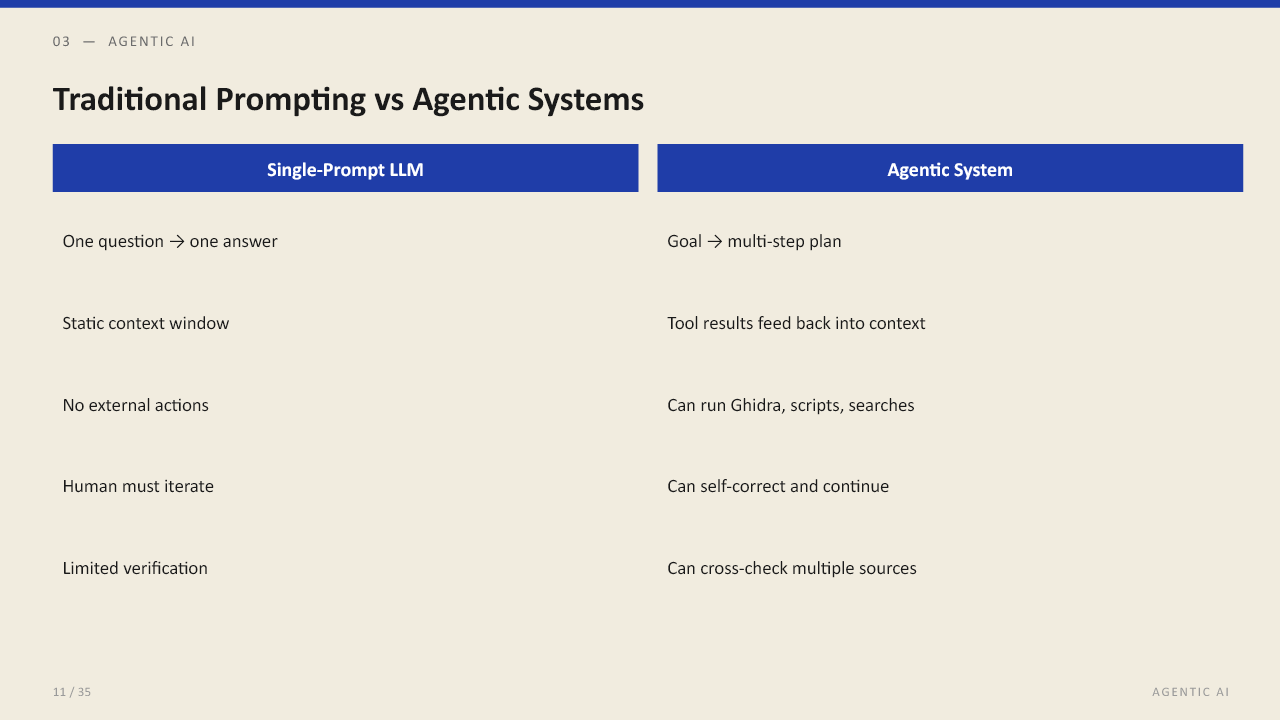 03 — AGENTIC AI
Traditional Prompting vs Agentic Systems
Single-Prompt LLM
Agentic System
One question → one answer
Goal → multi-step plan
Static context window
Tool results feed back into context
No external actions
Can run Ghidra, scripts, searches
Human must iterate
Can self-correct and continue
Limited verification
Can cross-check multiple sources
11 / 35
AGENTIC AI